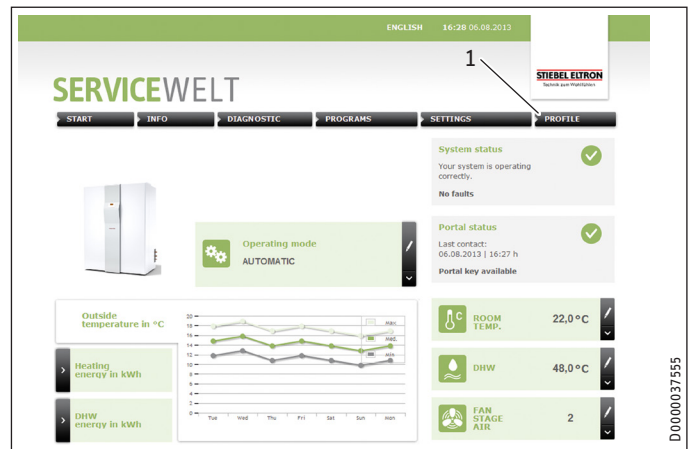 ENGLISH 16:28 06.08.2013
1
STIEBEL ELTRON
Technik zum Wohlfühlen
SERVICEWELT
START INFO DIAGNOSTIC PROGRAMS SETTINGS PROFILE
System status
Your system is operating
correctly.
No faults
Operating mode
AUTOMATIC
Portal status
Last contact:
06.08.2013 | 16:27 h
Portal key available
Outside
temperature in °C
Heating
energy in kWh
DHW
energy in kWh
20
18
16
14
12
10
8
6
4
2
0
Max.
Med.
Min.
Tue Wed Thu Fri Sat Sun Mon
°C
ROOM
TEMP.
22,0 °C
DHW
48,0 °C
FAN
STAGE
AIR
2
D0000037555